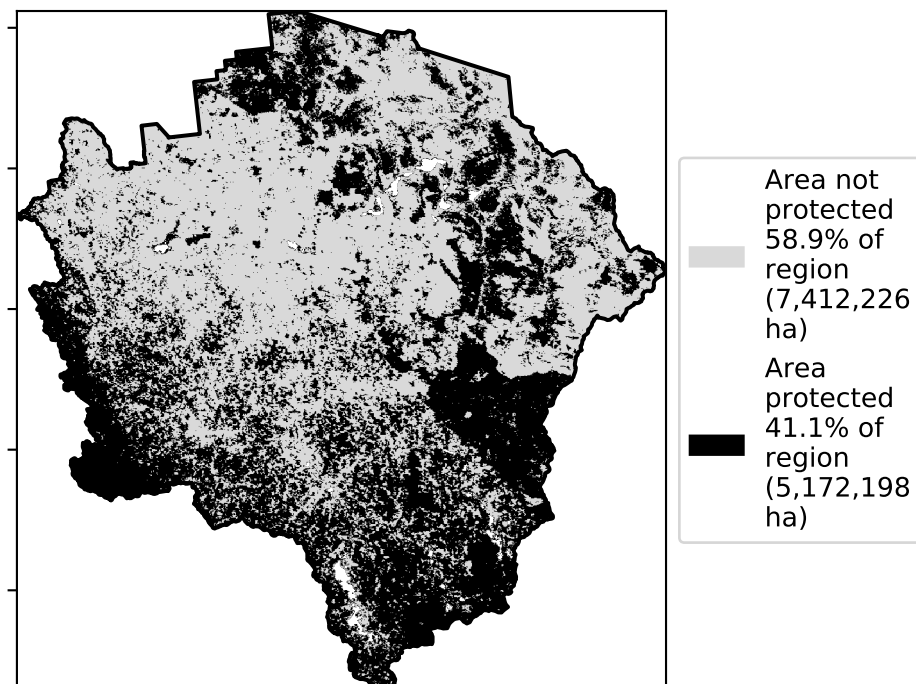 Area not
protected
58.9% of
region
(7,412,226
ha)
Area
protected
41.1% of
region
(5,172,198
ha)